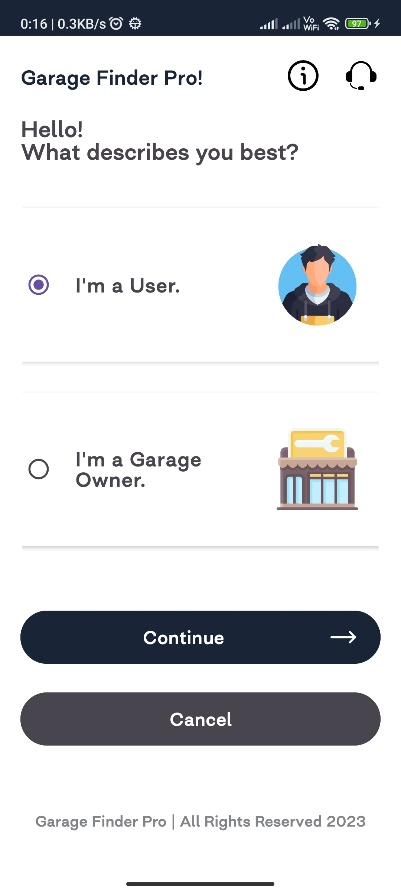 0:16 | 0.3KB/s
Vo
WiFi
97
Garage Finder Pro!
Hello!
What describes you best?
I'm a User.
I'm a Garage
Owner.
Continue
Cancel
Garage Finder Pro | All Rights Reserved 2023